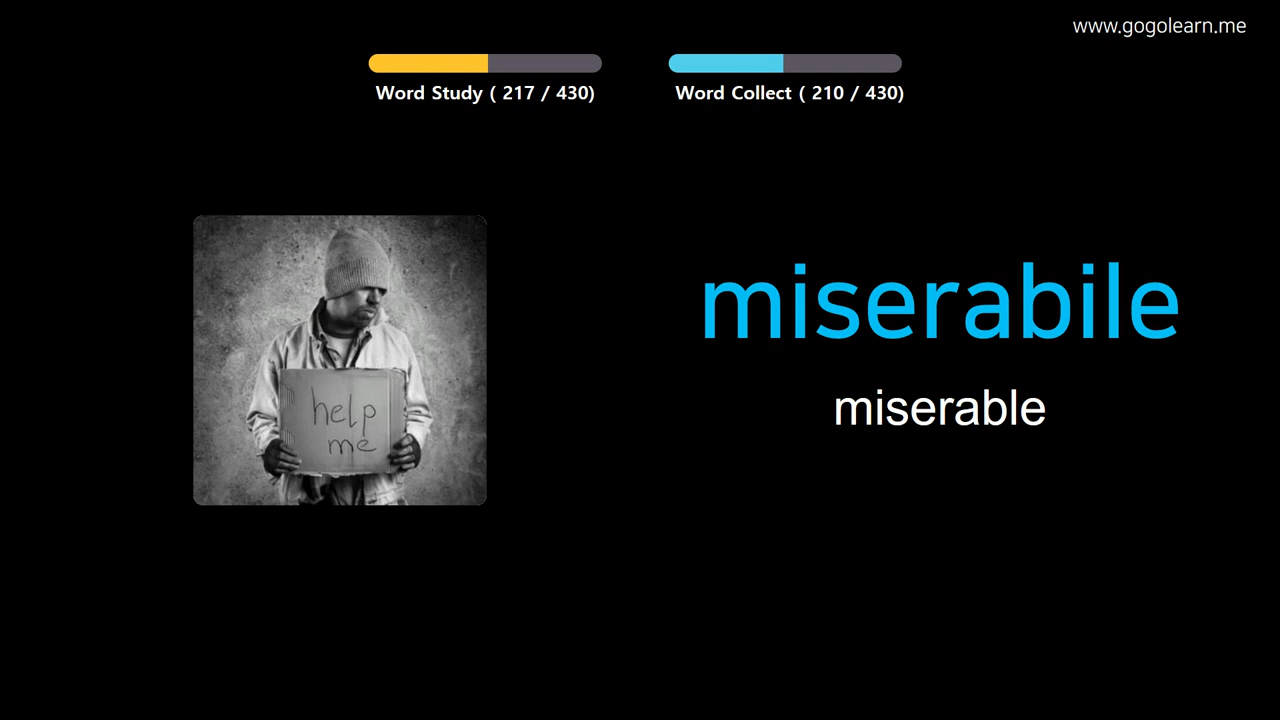 www.gogolearn.me
Word Study ( 217 / 430)
Word Collect ( 210 / 430)
help
me
miserabile
miserable